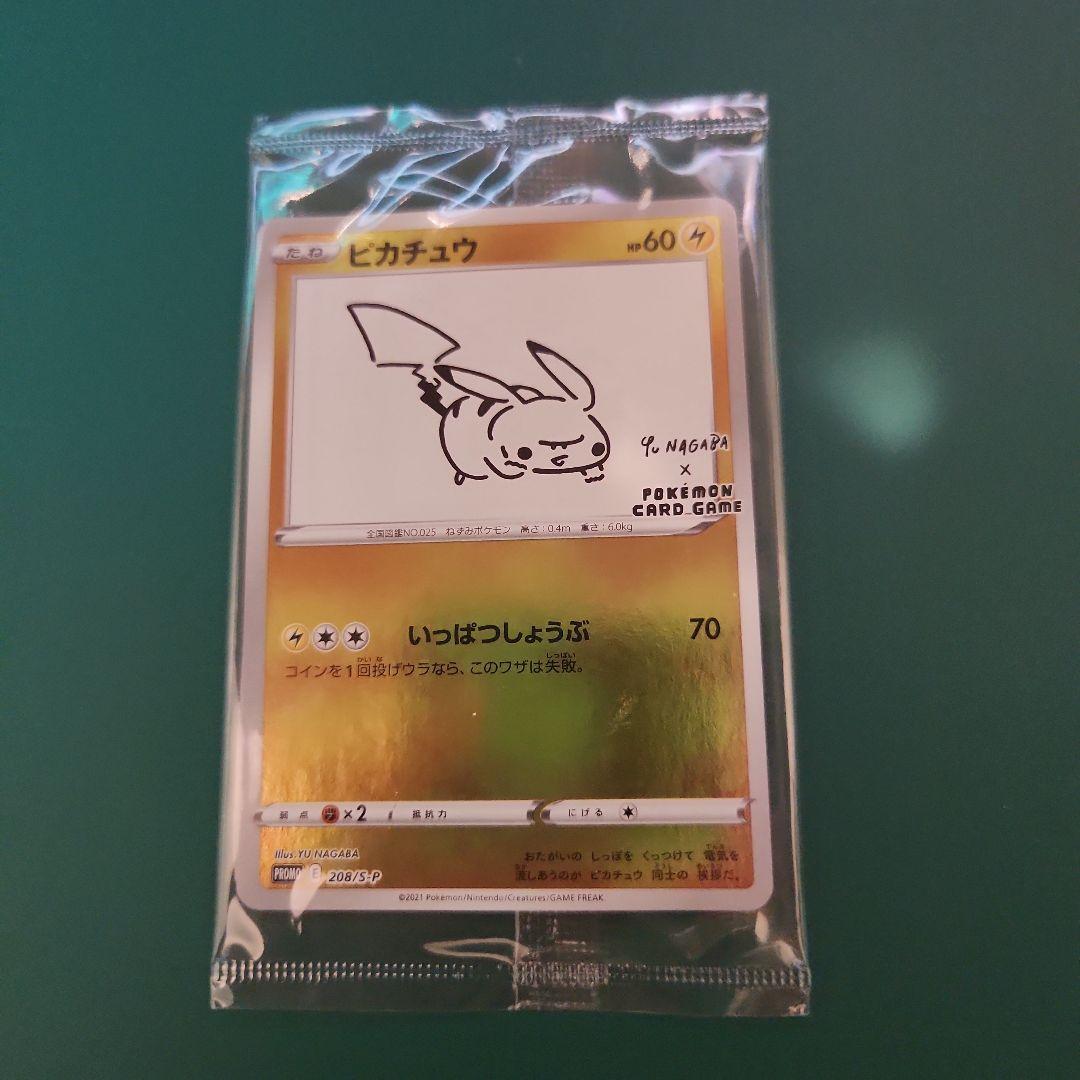 たね ピカチュウ HP60
YU NAGABA
×
POKÉMON
CARD GAME
全国図鑑NO.025 ねずみポケモン 高さ:0.4m 重さ:6.0kg
いっぱつしょうぶ 70
コインを1回投げウラなら、このワザは失敗。
弱点 ×2 抵抗力 にげる
Illus. YU NAGABA
PROMO E 208/S-P
おたがいの しっぽを くっつけて 電気を
流しあうのが ピカチュウ 同士の 挨拶だ。
©2021 Pokémon/Nintendo/Creatures/GAME FREAK